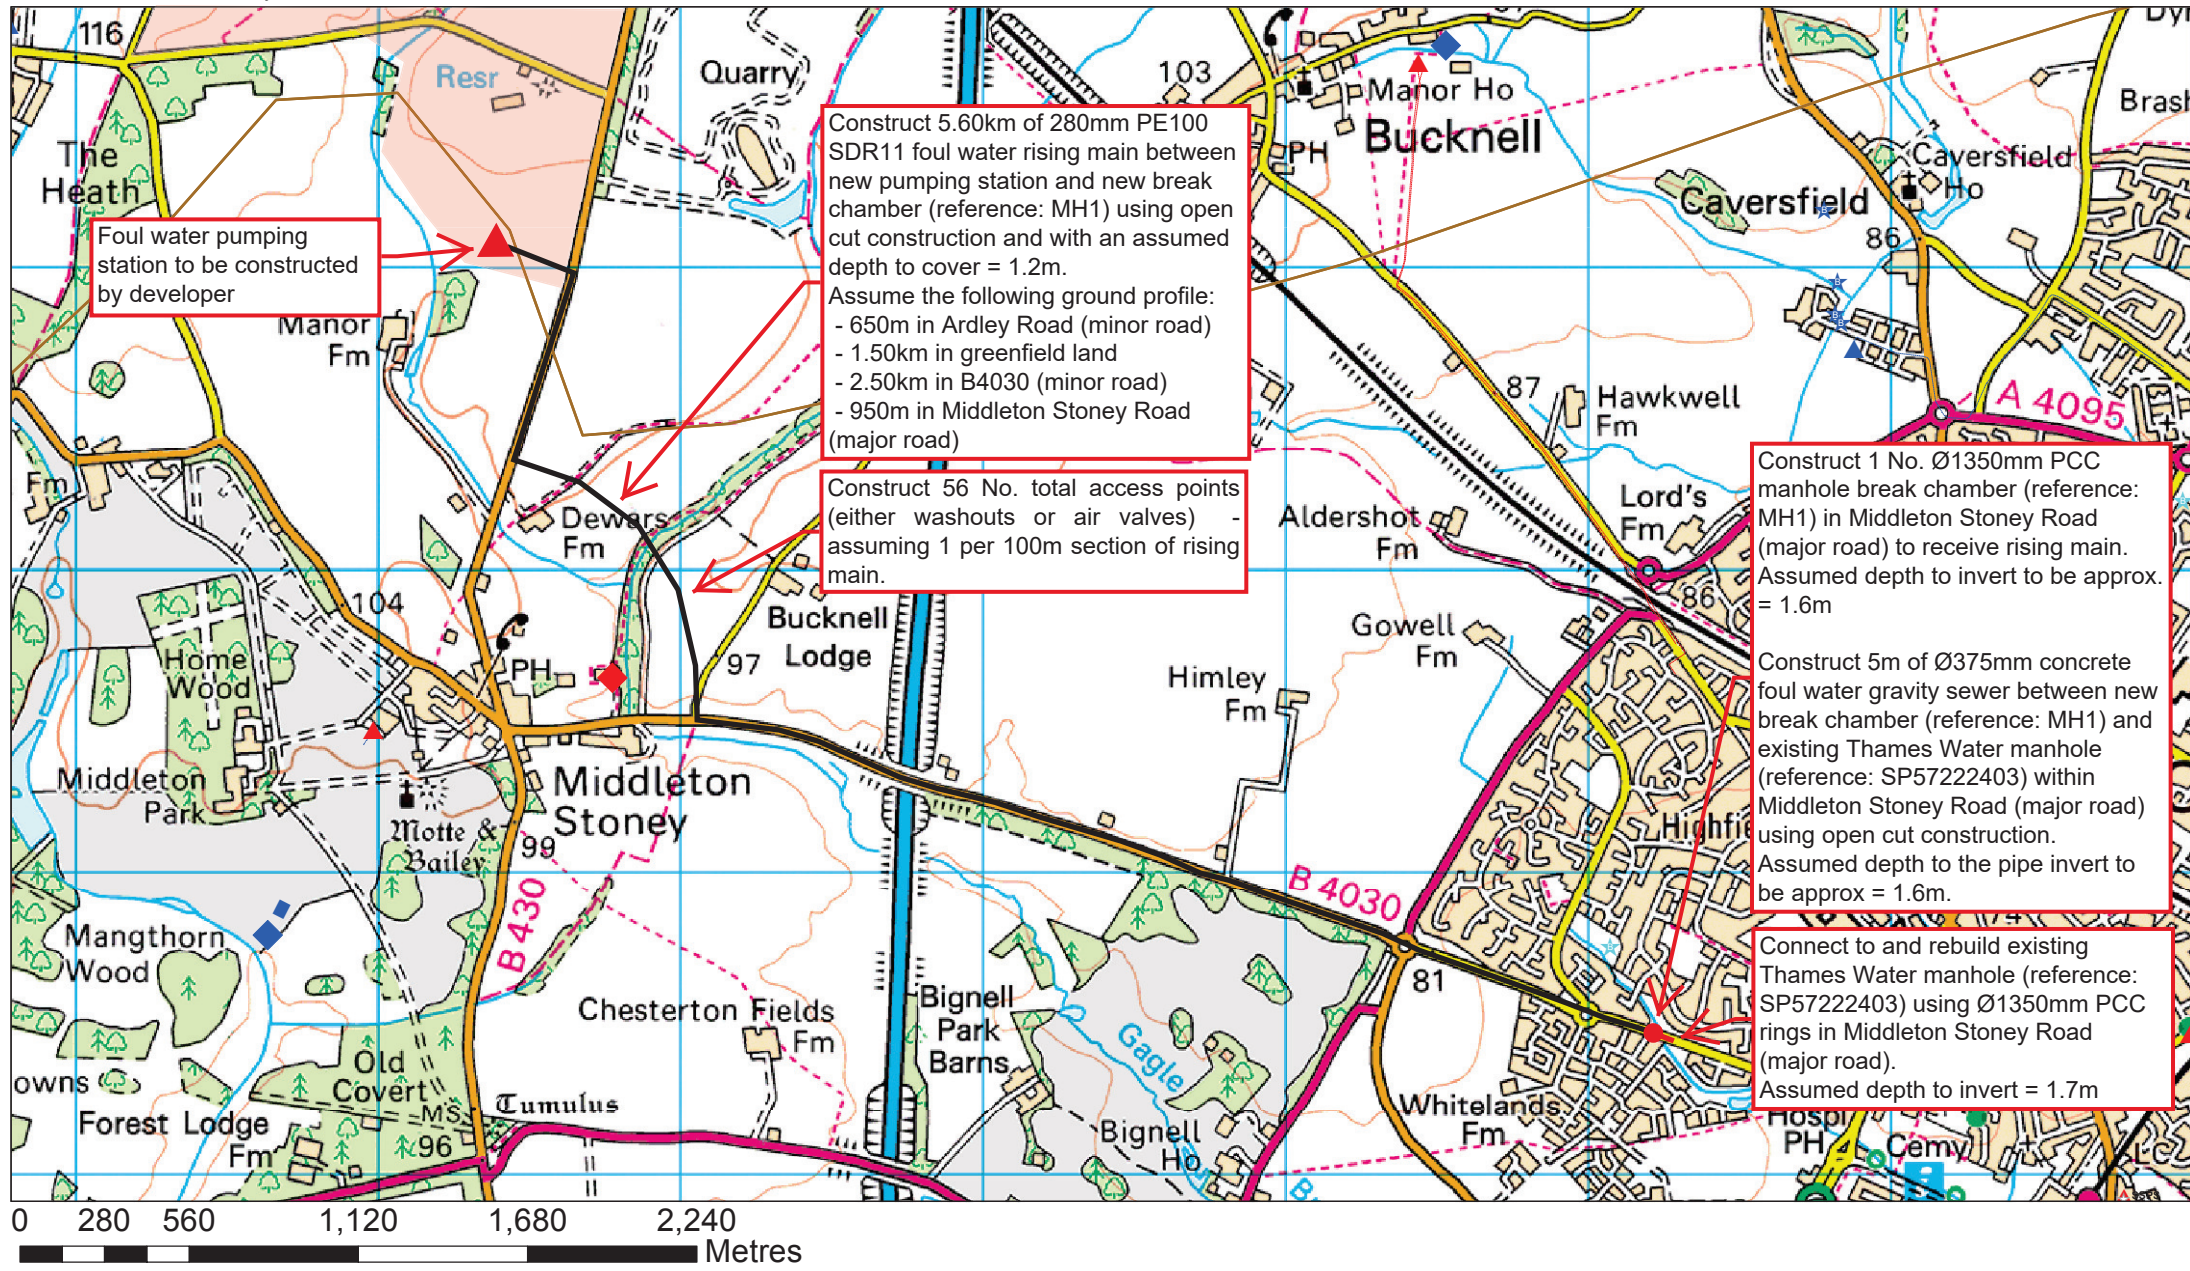 116
Resr
Quarry
The
Heath
103
Manor Ho
Bucknell
PH
Caversfield
Caversfield
Ho
86
Foul water pumping
station to be constructed
by developer
Manor
Fm
Construct 5.60km of 280mm PE100
SDR11 foul water rising main between
new pumping station and new break
chamber (reference: MH1) using open
cut construction and with an assumed
depth to cover = 1.2m.
Assume the following ground profile:
- 650m in Ardley Road (minor road)
- 1.50km in greenfield land
- 2.50km in B4030 (minor road)
- 950m in Middleton Stoney Road
(major road)
Construct 56 No. total access points
(either washouts or air valves) -
assuming 1 per 100m section of rising
main.
87
Hawkwell
Fm
A 4095
Lord's
Fm
Aldershot
Fm
86
Construct 1 No. Ø1350mm PCC
manhole break chamber (reference:
MH1) in Middleton Stoney Road
(major road) to receive rising main.
Assumed depth to invert to be approx.
= 1.6m
Construct 5m of Ø375mm concrete
foul water gravity sewer between new
break chamber (reference: MH1) and
existing Thames Water manhole
(reference: SP57222403) within
Middleton Stoney Road (major road)
using open cut construction.
Assumed depth to the pipe invert to
be approx = 1.6m.
Connect to and rebuild existing
Thames Water manhole (reference:
SP57222403) using Ø1350mm PCC
rings in Middleton Stoney Road
(major road).
Assumed depth to invert = 1.7m
Fm
Dewars
Fm
104
Home
Wood
PH
Bucknell
Lodge
97
Gowell
Fm
Himley
Fm
Middleton
Park
Motte &
Bailey
Middleton
Stoney
99
B 430
B 4030
81
Mangthorn
Wood
Chesterton Fields
Fm
Bignell
Park
Barns
Gagle
owns
Old
Covert
Forest Lodge
Fm
MS
96
Tumulus
Bignell
Ho
Whitelands
Fm
PH
Cemy
LC
0 280 560 1,120 1,680 2,240
Metres